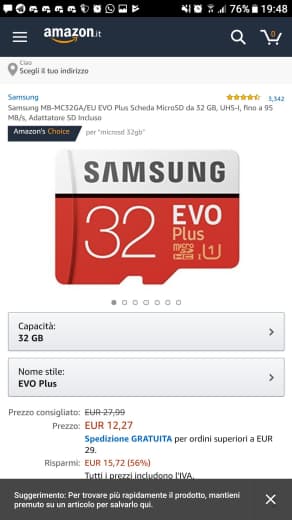 76% 19:48
amazon.it
0
Ciao
Scegli il tuo indirizzo
Samsung
3,342
Samsung MB-MC32GA/EU EVO Plus Scheda MicroSD da 32 GB, UHS-I, fino a 95
MB/s, Adattatore SD Incluso
Amazon's Choice per "microsd 32gb"
SAMSUNG
32 EVO
Plus
micro
SD
HC I U1
Capacità:
32 GB
Nome stile:
EVO Plus
Prezzo consigliato: EUR 27,99
Prezzo: EUR 12,27
Spedizione GRATUITA per ordini superiori a EUR
29.
Risparmi: EUR 15,72 (56%)
Tutti i prezzi includono l'IVA.
Suggerimento: Per trovare più rapidamente il prodotto, mantieni
premuto su un articolo per salvarlo qui.